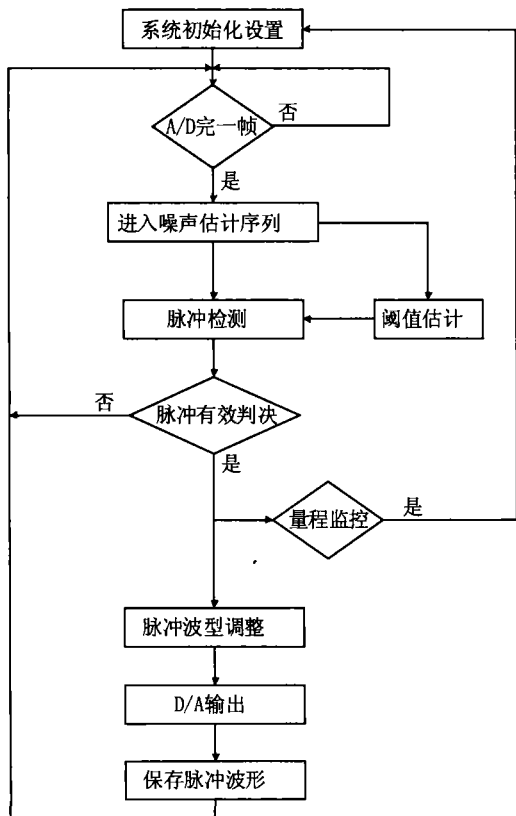 系统初始化设置
A/D完一帧
否
是
进入噪声估计序列
脉冲检测
阈值估计
否
脉冲有效判决
是
量程监控
是
脉冲波型调整
D/A输出
保存脉冲波形